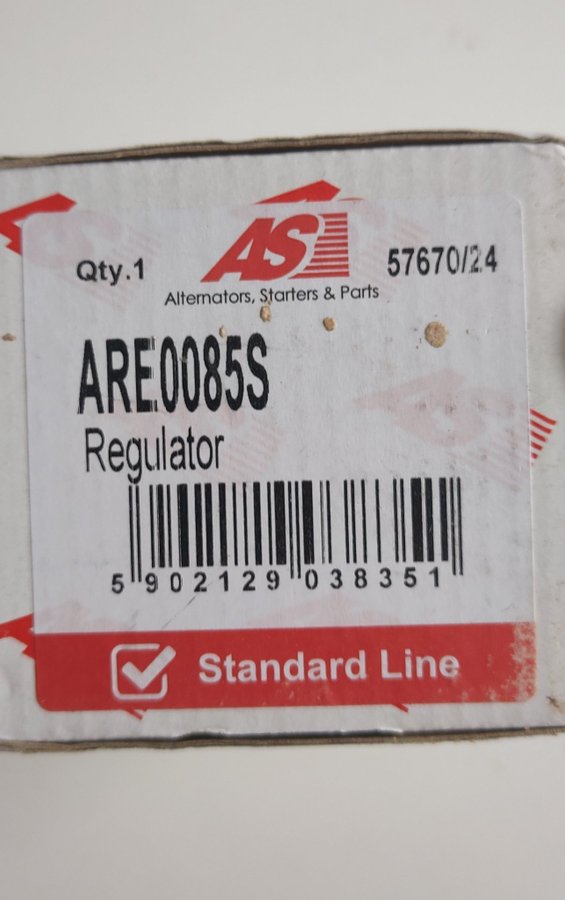 Qty.1
AS
57670/24
Alternators, Starters & Parts
ARE0085S
Regulator
5 902129 038351
Standard Line